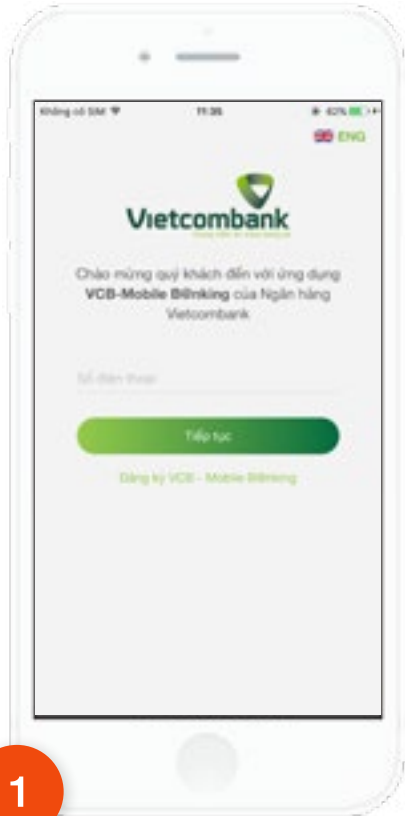 Không có SIM 11:35 62%
ENG
Vietcombank
Chào mừng quý khách đến với ứng dụng
VCB-Mobile B@nking của Ngân hàng
Vietcombank
Số điện thoại
Tiếp tục
Đăng ký VCB - Mobile B@nking
1